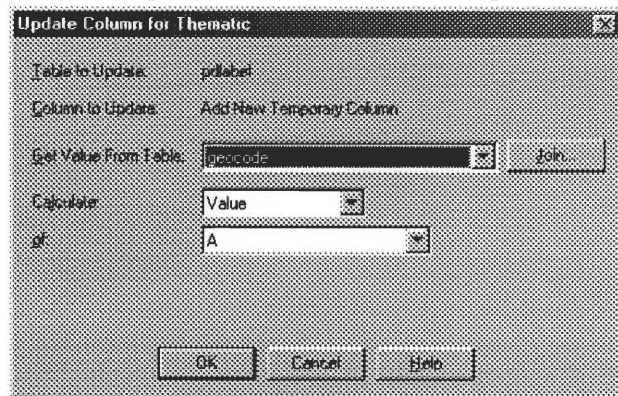 Update Column for Thematic
Table to Update: pdlabel
Column to Update: Add New Temporary Column
Get Value From Table: geocode Join...
Calculate: Value
of: A
OK Cancel Help